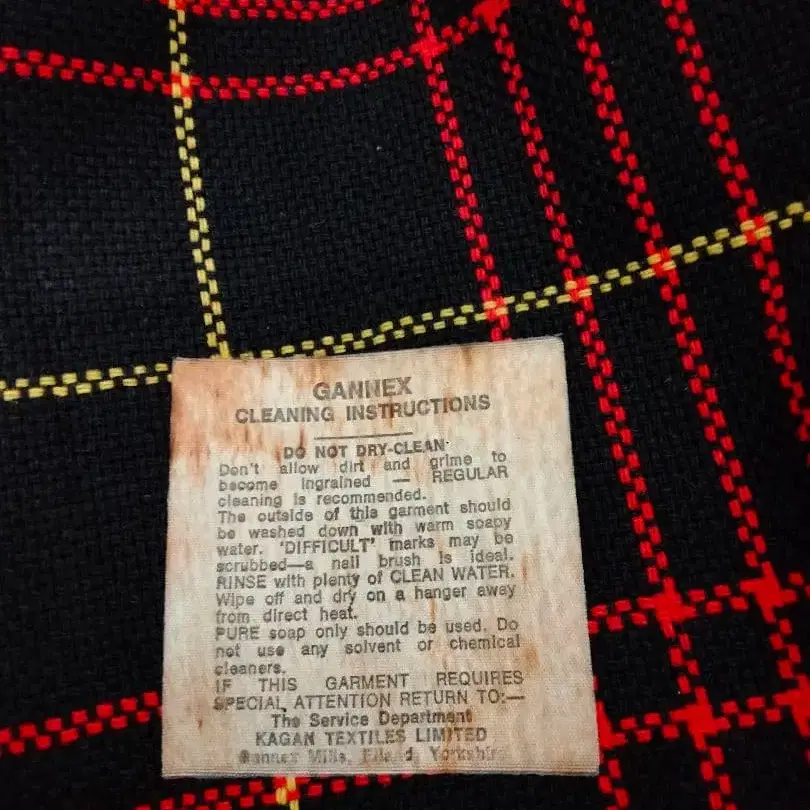 GANNEX
CLEANING INSTRUCTIONS
DO NOT DRY-CLEAN
Don't allow dirt and grime to
become ingrained — REGULAR
cleaning is recommended.
The outside of this garment should
be washed down with warm soapy
water. 'DIFFICULT' marks may be
scrubbed—a nail brush is ideal.
RINSE with plenty of CLEAN WATER.
Wipe off and dry on a hanger away
from direct heat.
PURE soap only should be used. Do
not use any solvent or chemical
cleaners.
IF THIS GARMENT REQUIRES
SPECIAL ATTENTION RETURN TO:—
The Service Department
KAGAN TEXTILES LIMITED
Gannex Mills, Elland, Yorkshire